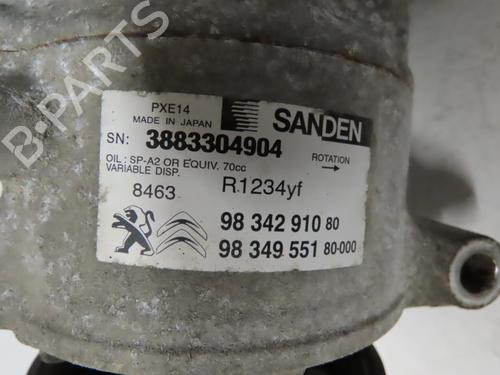 PXE14
MADE IN JAPAN
SANDEN
SN: 3883304904
OIL : SP-A2 OR EQUIV. 70cc
VARIABLE DISP.
ROTATION
8463
R1234yf
98 342 910 80
98 349 551 80-000
B-PARTS